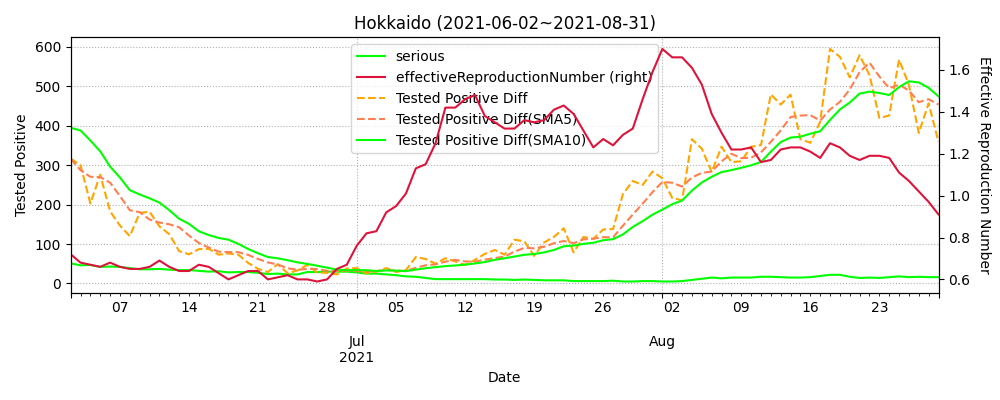 Hokkaido (2021-06-02~2021-08-31)
serious
effectiveReproductionNumber (right)
Tested Positive Diff
Tested Positive Diff(SMA5)
Tested Positive Diff(SMA10)
Tested Positive
600
500
400
300
200
100
0
Effective Reproduction Number
1.6
1.4
1.2
1.0
0.8
0.6
07 14 21 28 05 12 19 26 02 09 16 23
Jul Aug
2021
Date